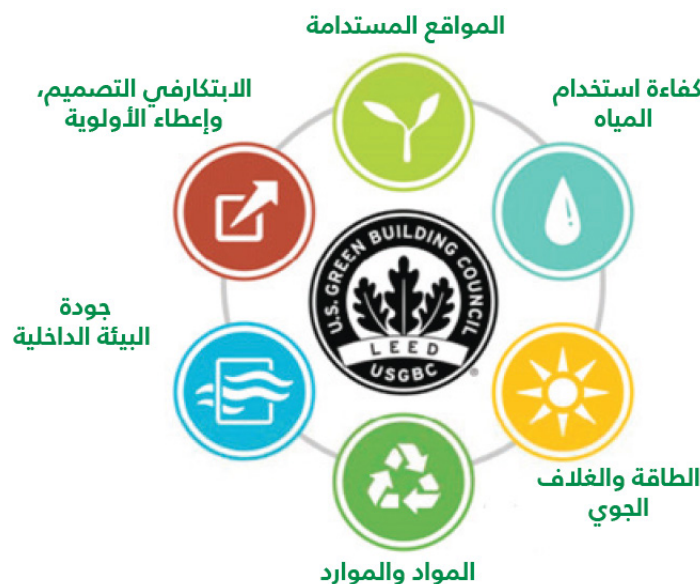 المواقع المستدامة
كفاءة استخدام
المياه
الابتكارفي التصميم،
وإعطاء الأولوية
U.S. GREEN BUILDING COUNCIL
LEED
USGBC
®
جودة
البيئة الداخلية
الطاقة والغلاف
الجوي
المواد والموارد